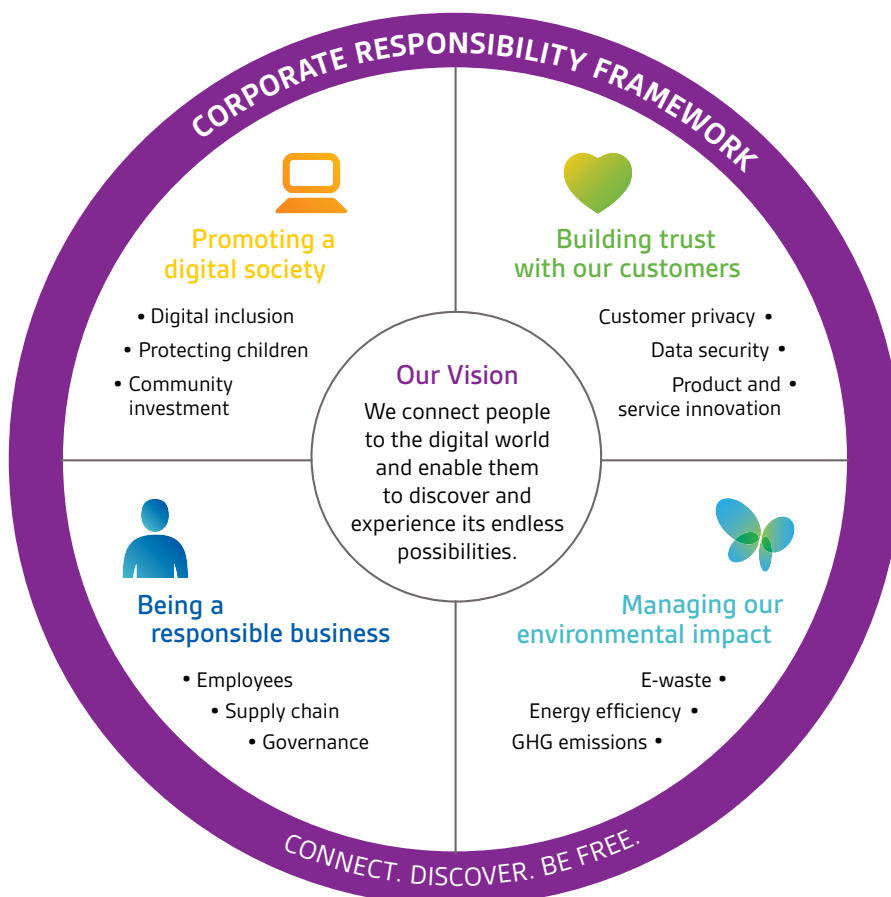 CORPORATE RESPONSIBILITY FRAMEWORK
Promoting a
digital society
• Digital inclusion
• Protecting children
• Community
investment
Building trust
with our customers
Customer privacy •
Data security •
Product and •
service innovation
Our Vision
We connect people
to the digital world
and enable them
to discover and
experience its endless
possibilities.
Being a
responsible business
• Employees
• Supply chain
• Governance
Managing our
environmental impact
E-waste •
Energy efficiency •
GHG emissions •
CONNECT. DISCOVER. BE FREE.